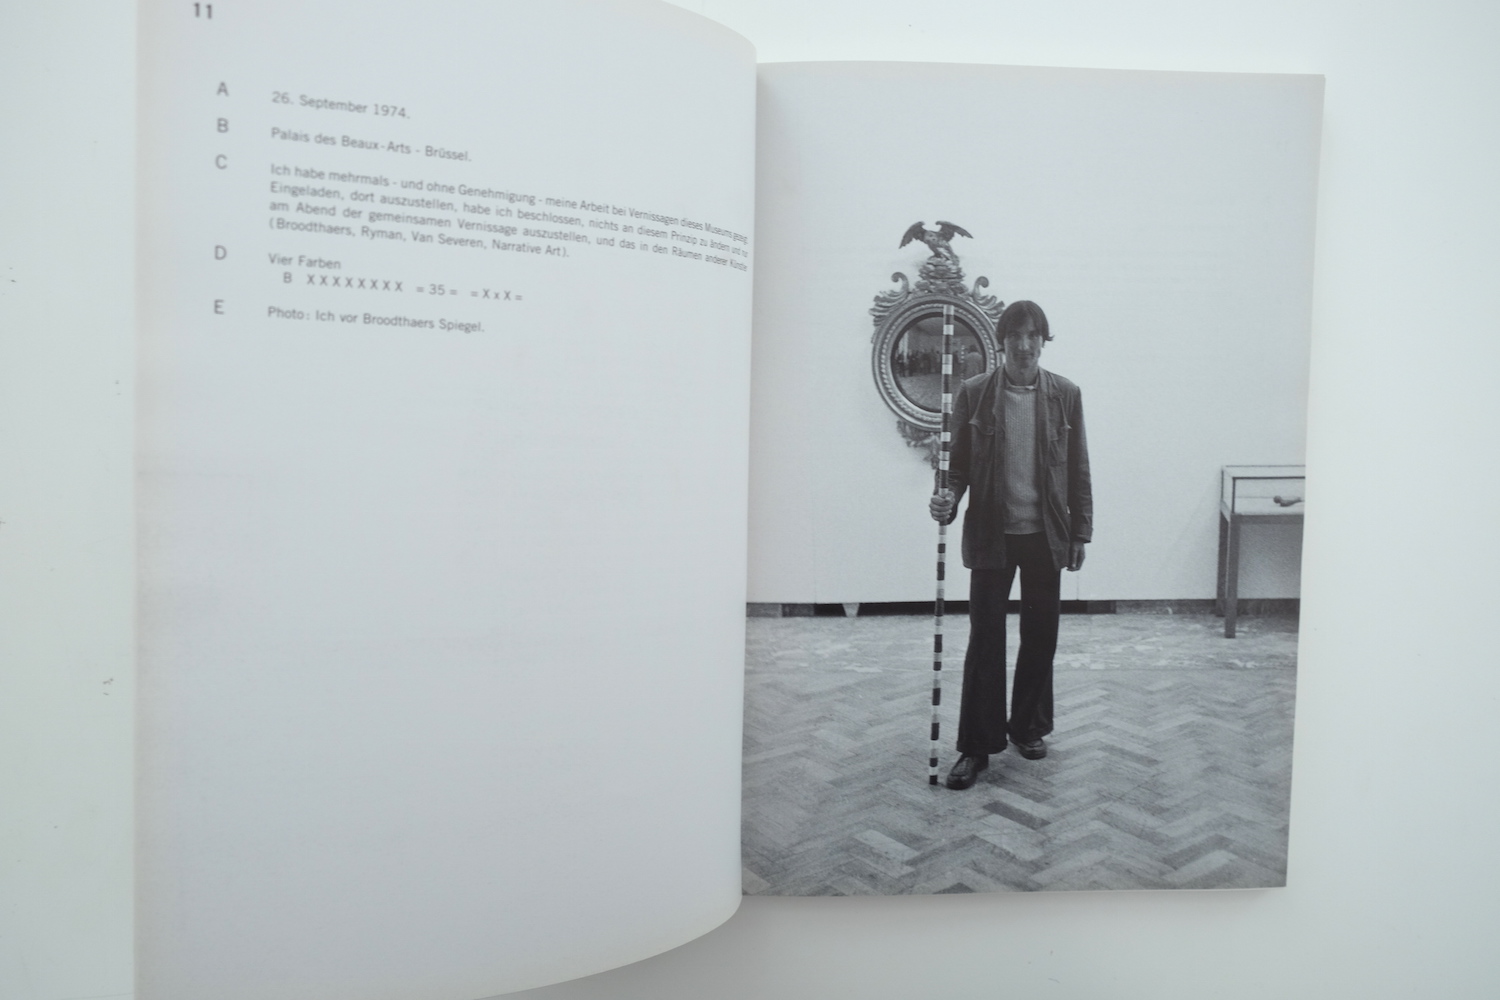 11
A 26. September 1974.
B Palais des Beaux-Arts - Brüssel.
C Ich habe mehrmals - und ohne Genehmigung - meine Arbeit bei Vernissagen dieses Museums gezeigt.
Eingeladen, dort auszustellen, habe ich beschlossen, nichts an diesem Prinzip zu ändern und nur
am Abend der gemeinsamen Vernissage auszustellen, und das in den Räumen anderer Künstler
(Broodthaers, Ryman, Van Severen, Narrative Art).
D Vier Farben
B XXXXXXXX = 35 = = X x X =
E Photo: Ich vor Broodthaers Spiegel.